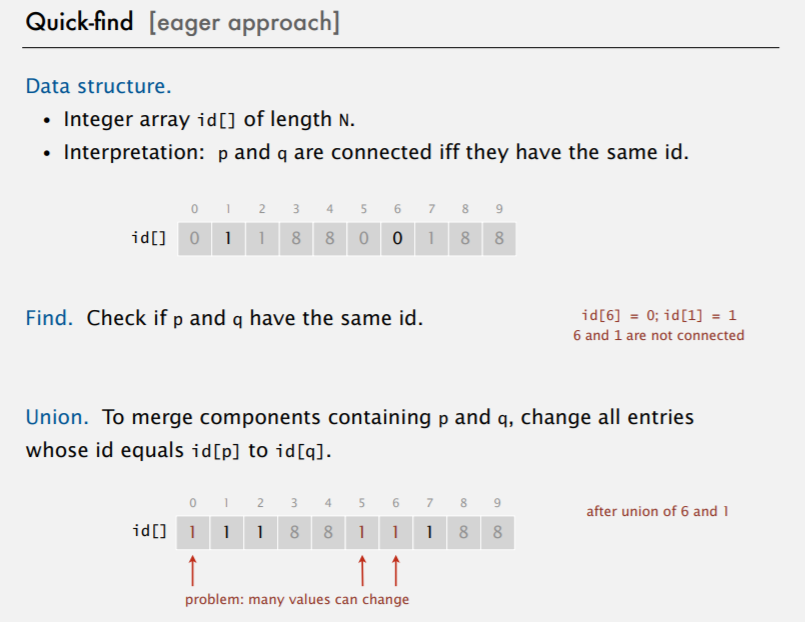 Quick-find [eager approach]
Data structure.
• Integer array id[] of length N.
• Interpretation: p and q are connected iff they have the same id.
0 1 2 3 4 5 6 7 8 9
id[] 0 1 1 8 8 0 0 1 8 8
Find. Check if p and q have the same id.
id[6] = 0; id[1] = 1
6 and 1 are not connected
Union. To merge components containing p and q, change all entries
whose id equals id[p] to id[q].
0 1 2 3 4 5 6 7 8 9
id[] 1 1 1 8 8 1 1 1 8 8
after union of 6 and 1
problem: many values can change